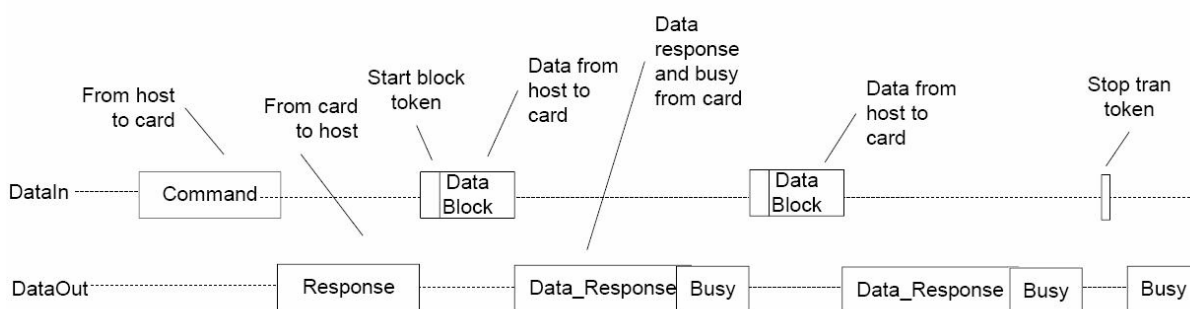 From host
to card
From card
to host
Start block
token
Data from
host to
card
Data
response
and busy
from card
Data from
host to
card
Stop tran
token
DataIn
Command
Data
Block
Data
Block
DataOut
Response
Data_Response
Busy
Data_Response
Busy
Busy